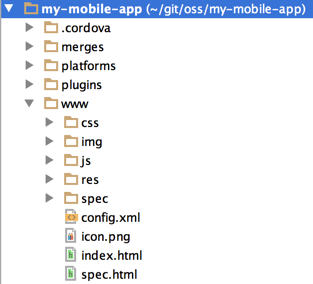 my-mobile-app (~/git/oss/my-mobile-app)
.cordova
merges
platforms
plugins
www
css
img
js
res
spec
config.xml
icon.png
index.html
spec.html